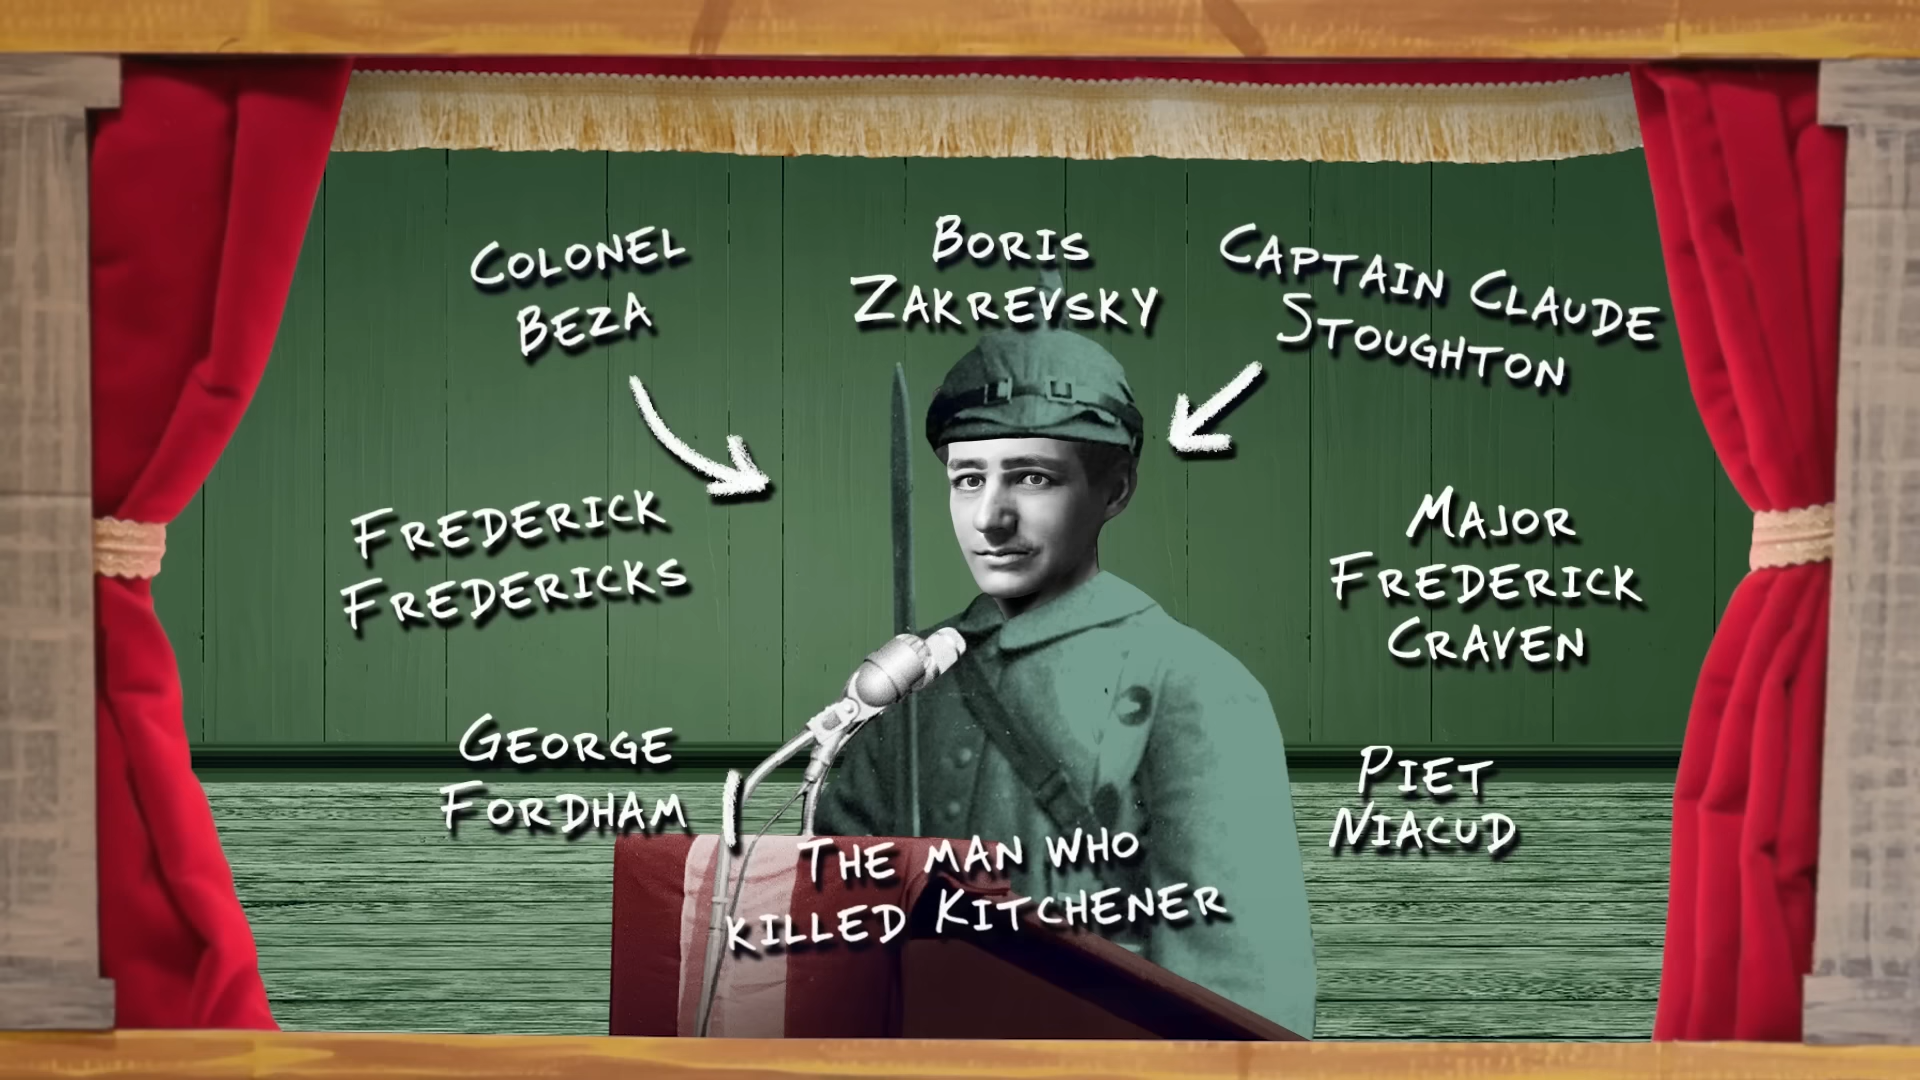 COLONEL
BEZA
BORIS
ZAKREVSKY
CAPTAIN CLAUDE
STOUGHTON
FREDERICK
FREDERICKS
MAJOR
FREDERICK
CRAVEN
GEORGE
FORDHAM
PIET
NIACUD
THE MAN WHO
KILLED KITCHENER